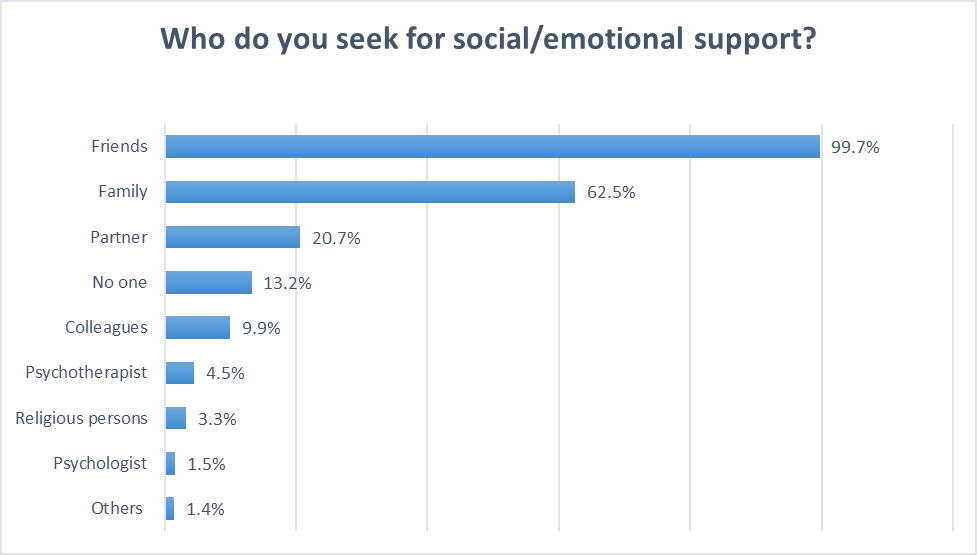 Who do you seek for social/emotional support?
Friends 99.7%
Family 62.5%
Partner 20.7%
No one 13.2%
Colleagues 9.9%
Psychotherapist 4.5%
Religious persons 3.3%
Psychologist 1.5%
Others 1.4%